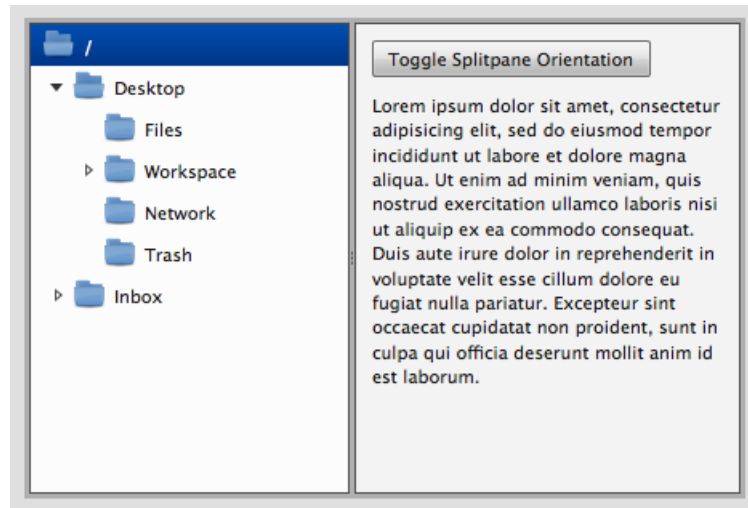 /
Desktop
Files
Workspace
Network
Trash
Inbox
Toggle Splitpane Orientation
Lorem ipsum dolor sit amet, consectetur
adipisicing elit, sed do eiusmod tempor
incididunt ut labore et dolore magna
aliqua. Ut enim ad minim veniam, quis
nostrud exercitation ullamco laboris nisi
ut aliquip ex ea commodo consequat.
Duis aute irure dolor in reprehenderit in
voluptate velit esse cillum dolore eu
fugiat nulla pariatur. Excepteur sint
occaecat cupidatat non proident, sunt in
culpa qui officia deserunt mollit anim id
est laborum.